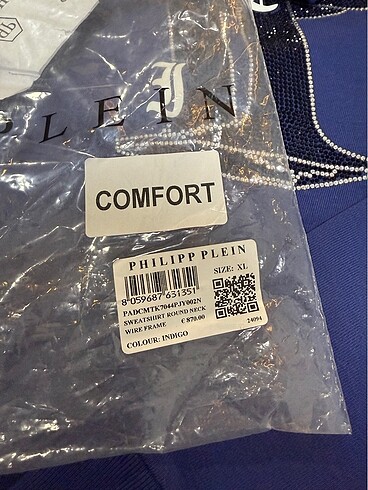 PLEIN
COMFORT
PHILIPP PLEIN
SIZE: XL
8 059687 631351
PADCMTK7044PJY002N
SWEATSHIRT ROUND NECK
WIRE FRAME € 870.00
24094
COLOUR: INDIGO